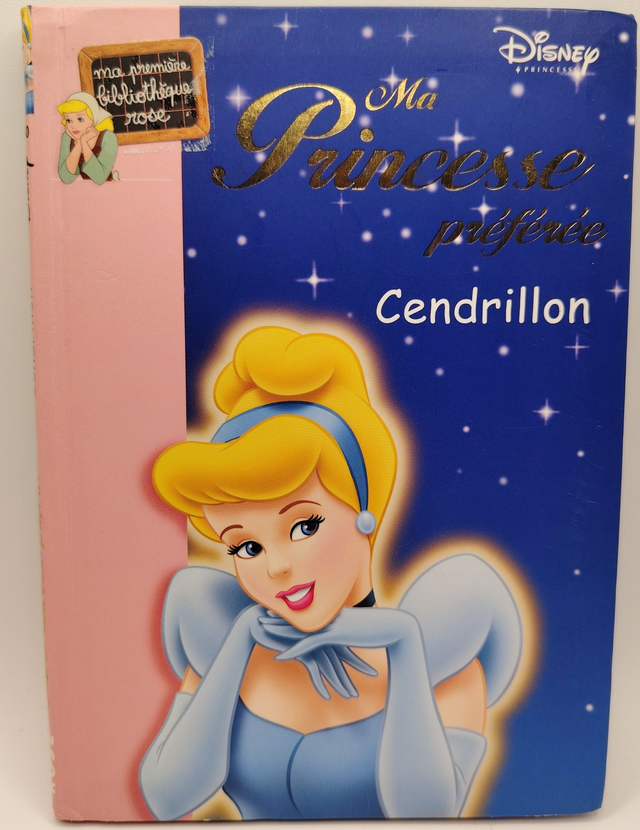 ma première
bibliothèque
rose
Disney
PRINCESS
Ma
Princesse
préférée
Cendrillon